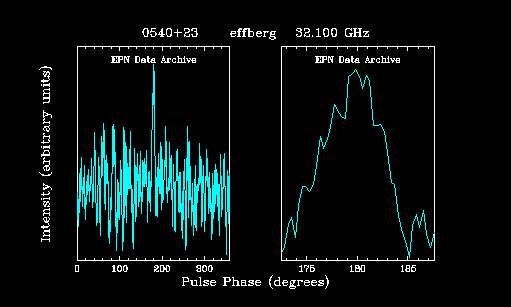 0540+23 effberg 32.100 GHz
EPN Data Archive EPN Data Archive
Intensity (arbitrary units)
0 100 200 300 175 180 185
Pulse Phase (degrees)